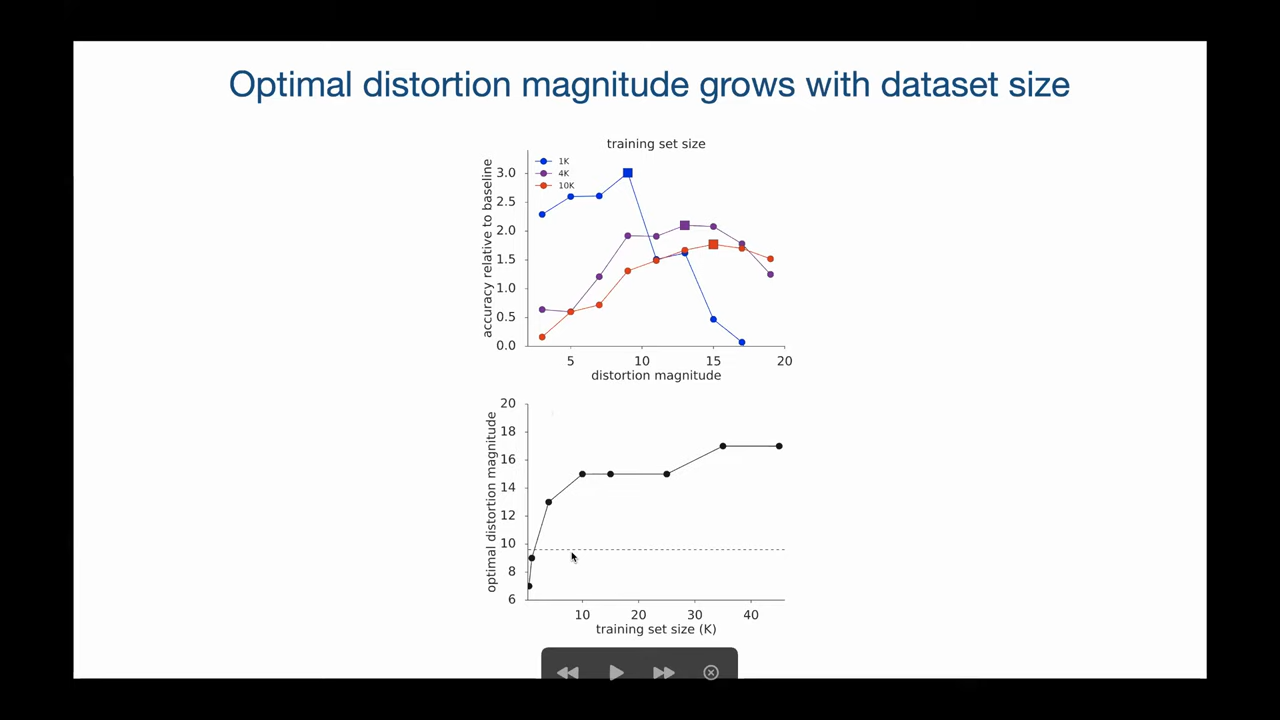 Optimal distortion magnitude grows with dataset size
training set size
1K
4K
10K
accuracy relative to baseline
3.0
2.5
2.0
1.5
1.0
0.5
0.0
5 10 15 20
distortion magnitude
optimal distortion magnitude
20
18
16
14
12
10
8
6
10 20 30 40
training set size (K)